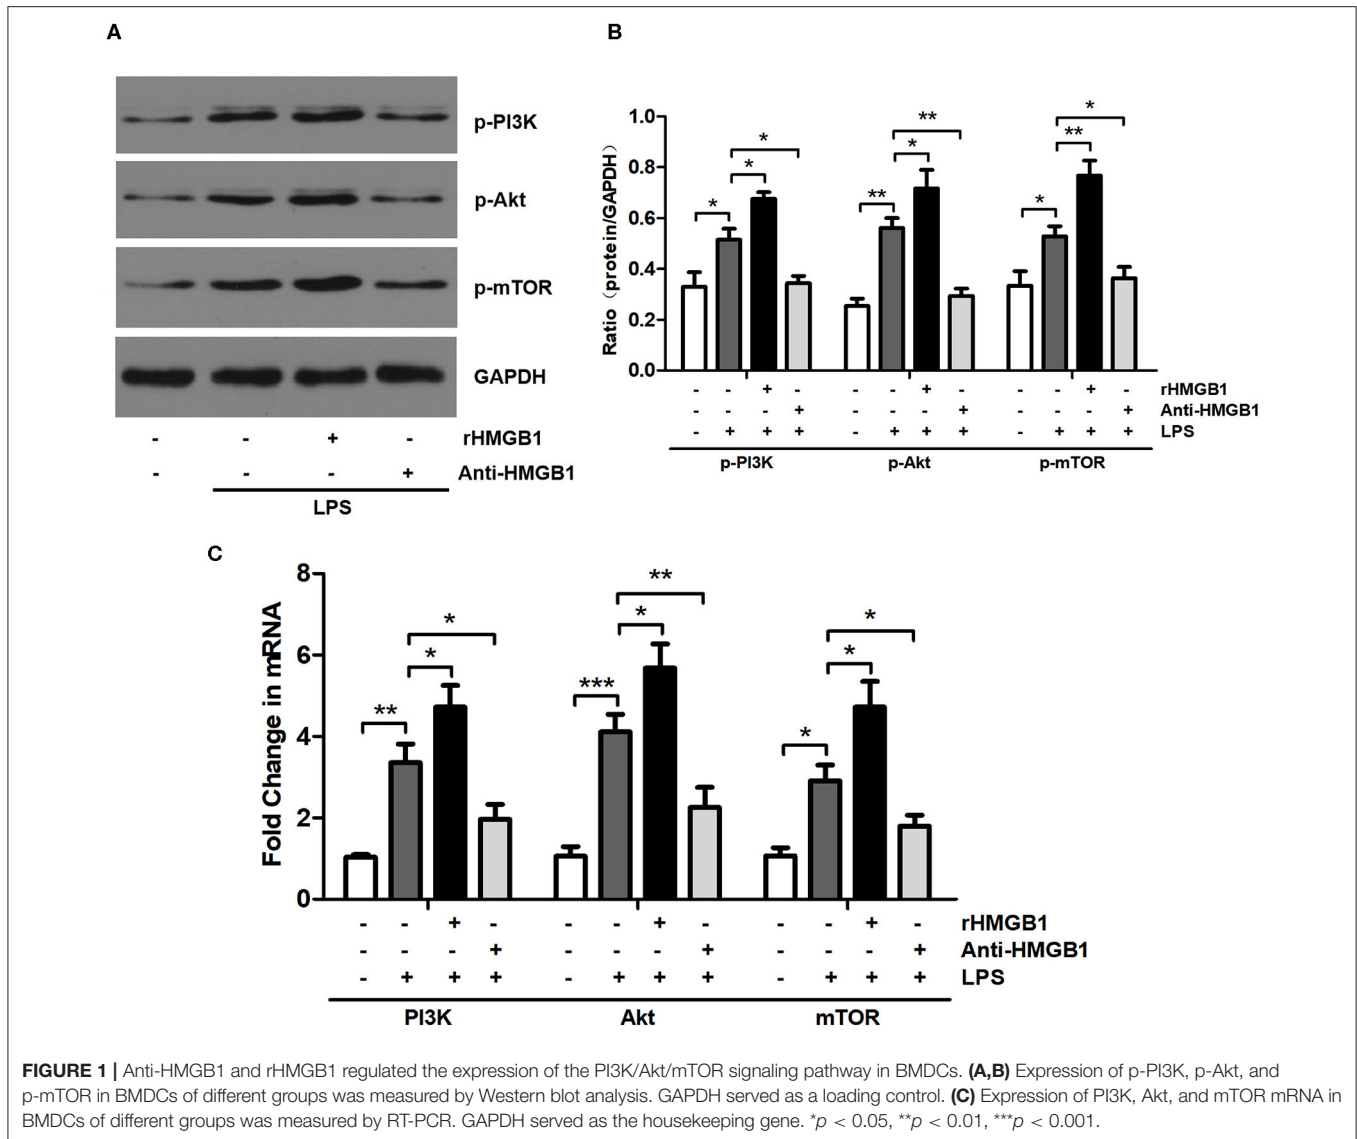 A
p-PI3K
p-Akt
p-mTOR
GAPDH
- - + - rHMGB1
- - - + Anti-HMGB1
LPS
B
Ratio（protein/GAPDH）
1.0
0.8
0.6
0.4
0.2
0.0
* * *
** * **
* ** *
- - + - - - + - - - + - rHMGB1
- - - + - - - + - - - + Anti-HMGB1
- + + + - + + + - + + + LPS
p-PI3K p-Akt p-mTOR
C
Fold Change in mRNA
8
6
4
2
0
** * *
*** * **
* * *
- - + - - - + - - - + - rHMGB1
- - - + - - - + - - - + Anti-HMGB1
- + + + - + + + - + + + LPS
PI3K Akt mTOR
FIGURE 1 | Anti-HMGB1 and rHMGB1 regulated the expression of the PI3K/Akt/mTOR signaling pathway in BMDCs. (A,B) Expression of p-PI3K, p-Akt, and
p-mTOR in BMDCs of different groups was measured by Western blot analysis. GAPDH served as a loading control. (C) Expression of PI3K, Akt, and mTOR mRNA in
BMDCs of different groups was measured by RT-PCR. GAPDH served as the housekeeping gene. *p < 0.05, **p < 0.01, ***p < 0.001.